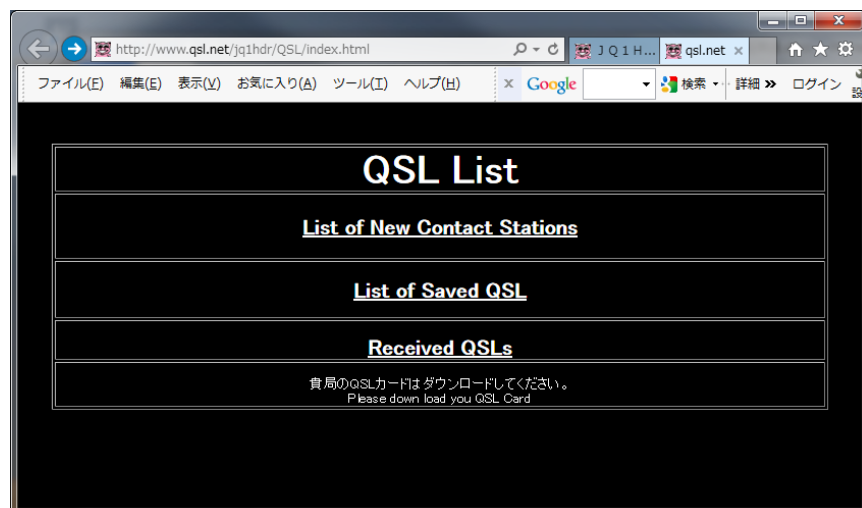 http://www.qsl.net/jq1hdr/QSL/index.html
JQ1H...
qsl.net
ファイル(F) 編集(E) 表示(V) お気に入り(A) ツール(T) ヘルプ(H)
x Google 検索 詳細 » ログイン 設
QSL List
List of New Contact Stations
List of Saved QSL
Received QSLs
貴局のQSLカードはダウンロードしてください。
Please down load you QSL Card